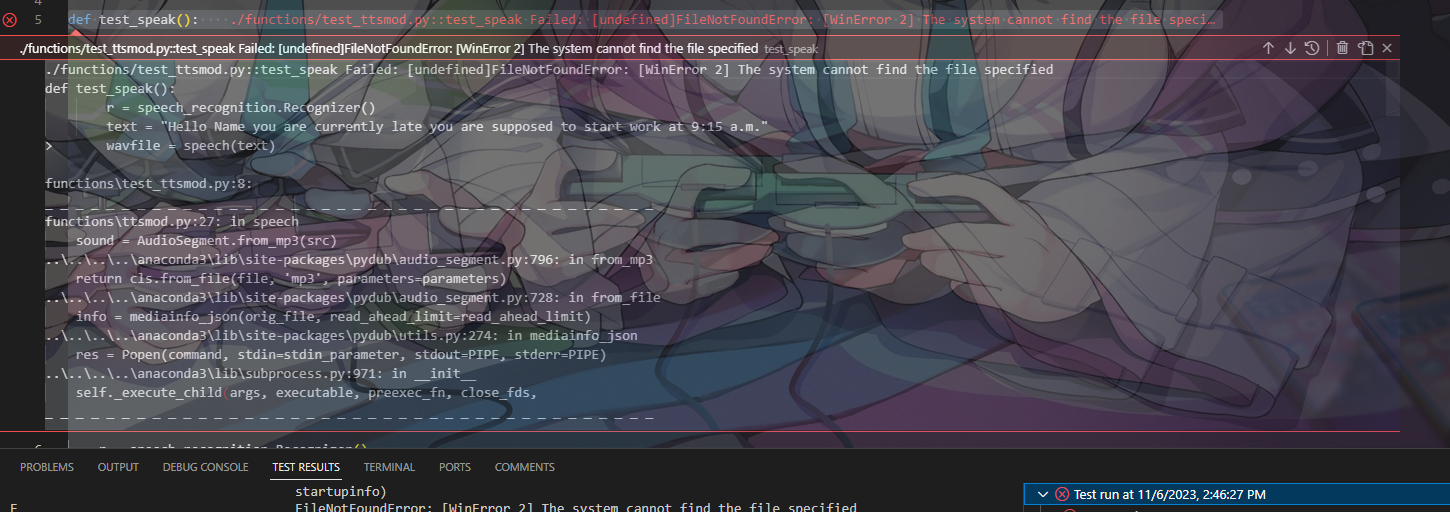 4
5 def test_speak(): ./functions/test_ttsmod.py::test_speak Failed: [undefined]FileNotFoundError: [WinError 2] The system cannot find the file speci…
./functions/test_ttsmod.py::test_speak Failed: [undefined]FileNotFoundError: [WinError 2] The system cannot find the file specified test_speak
./functions/test_ttsmod.py::test_speak Failed: [undefined]FileNotFoundError: [WinError 2] The system cannot find the file specified
def test_speak():
r = speech_recognition.Recognizer()
text = "Hello Name you are currently late you are supposed to start work at 9:15 a.m."
> wavfile = speech(text)
functions\test_ttsmod.py:8:
_ _ _ _ _ _ _ _ _ _ _ _ _ _ _ _ _ _ _ _ _ _ _ _ _ _ _ _ _ _ _ _ _ _ _ _ _ _ _ _
functions\ttsmod.py:27: in speech
sound = AudioSegment.from_mp3(src)
..\..\..\..\anaconda3\lib\site-packages\pydub\audio_segment.py:796: in from_mp3
return cls.from_file(file, 'mp3', parameters=parameters)
..\..\..\..\anaconda3\lib\site-packages\pydub\audio_segment.py:728: in from_file
info = mediainfo_json(orig_file, read_ahead_limit=read_ahead_limit)
..\..\..\..\anaconda3\lib\site-packages\pydub\utils.py:274: in mediainfo_json
res = Popen(command, stdin=stdin_parameter, stdout=PIPE, stderr=PIPE)
..\..\..\..\anaconda3\lib\subprocess.py:971: in __init__
self._execute_child(args, executable, preexec_fn, close_fds,
_ _ _ _ _ _ _ _ _ _ _ _ _ _ _ _ _ _ _ _ _ _ _ _ _ _ _ _ _ _ _ _ _ _ _ _ _ _ _ _
6 r = speech_recognition.Recognizer()
PROBLEMS OUTPUT DEBUG CONSOLE TEST RESULTS TERMINAL PORTS COMMENTS
startupinfo)
E FileNotFoundError: [WinError 2] The system cannot find the file specified
Test run at 11/6/2023, 2:46:27 PM